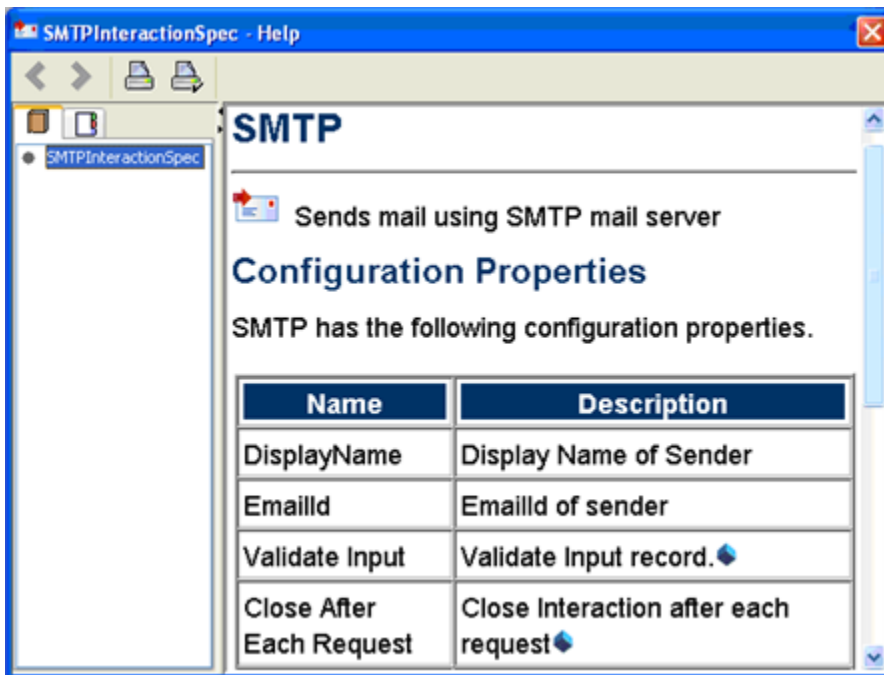 SMTPInteractionSpec - Help
SMTPInteractionSpec
SMTP
Sends mail using SMTP mail server
Configuration Properties
SMTP has the following configuration properties.
Name Description
DisplayName Display Name of Sender
EmailId EmailId of sender
Validate Input Validate Input record.
Close After Close Interaction after each
Each Request request